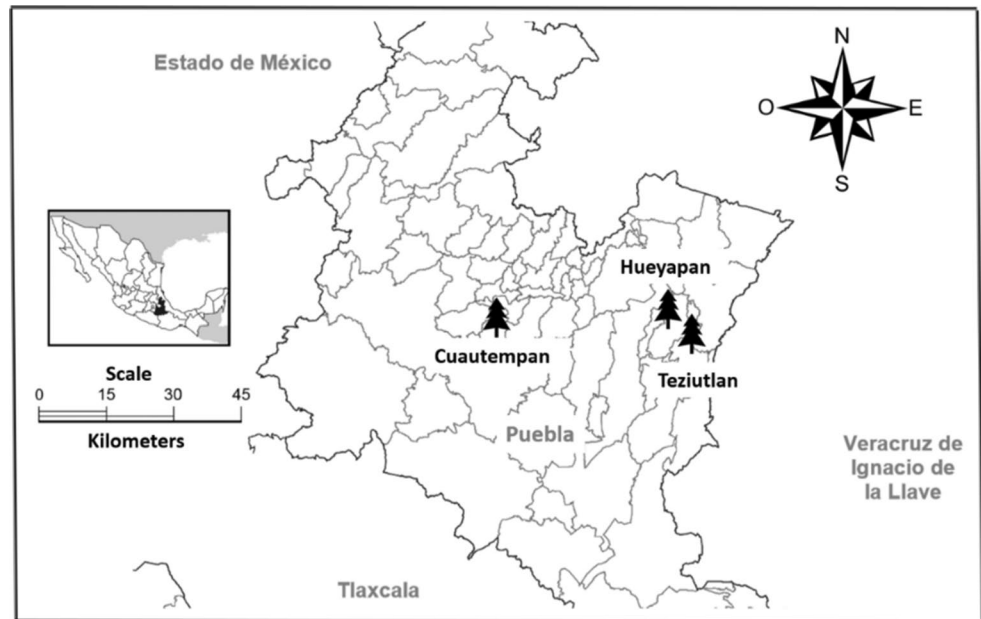 Estado de México
N
O
E
S
Hueyapan
Cuautempan
Teziutlan
Scale
0 15 30 45
Kilometers
Puebla
Veracruz de
Ignacio de
la Llave
Tlaxcala